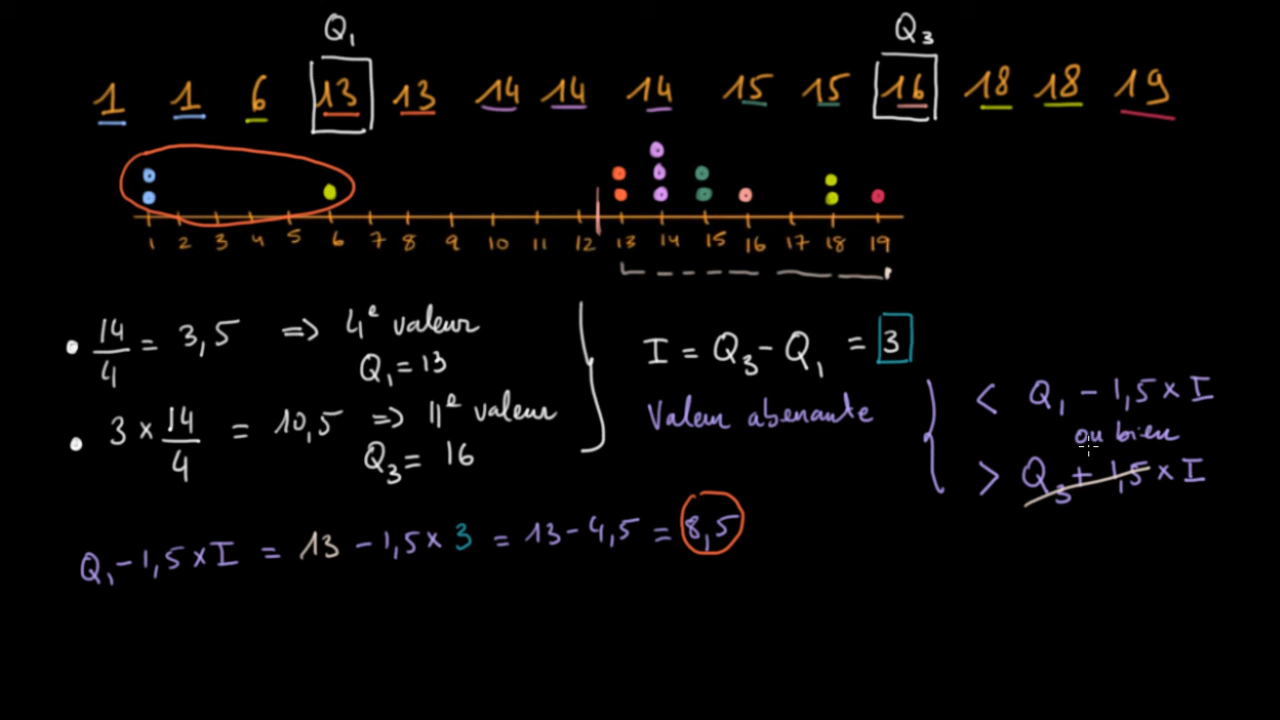 Q₁ Q₃
1 1 6 13 13 14 14 14 15 15 16 18 18 19
1 2 3 4 5 6 7 8 9 10 11 12 13 14 15 16 17 18 19
• 14/4 = 3,5 => 4ᵉ valeur
Q₁ = 13
• 3 × 14/4 = 10,5 => 11ᵉ valeur
Q₃ = 16
I = Q₃ - Q₁ = 3
Valeur aberrante
< Q₁ - 1,5 × I
ou bien
> Q₃ + 1,5 × I
Q₁ - 1,5 × I = 13 - 1,5 × 3 = 13 - 4,5 = 8,5